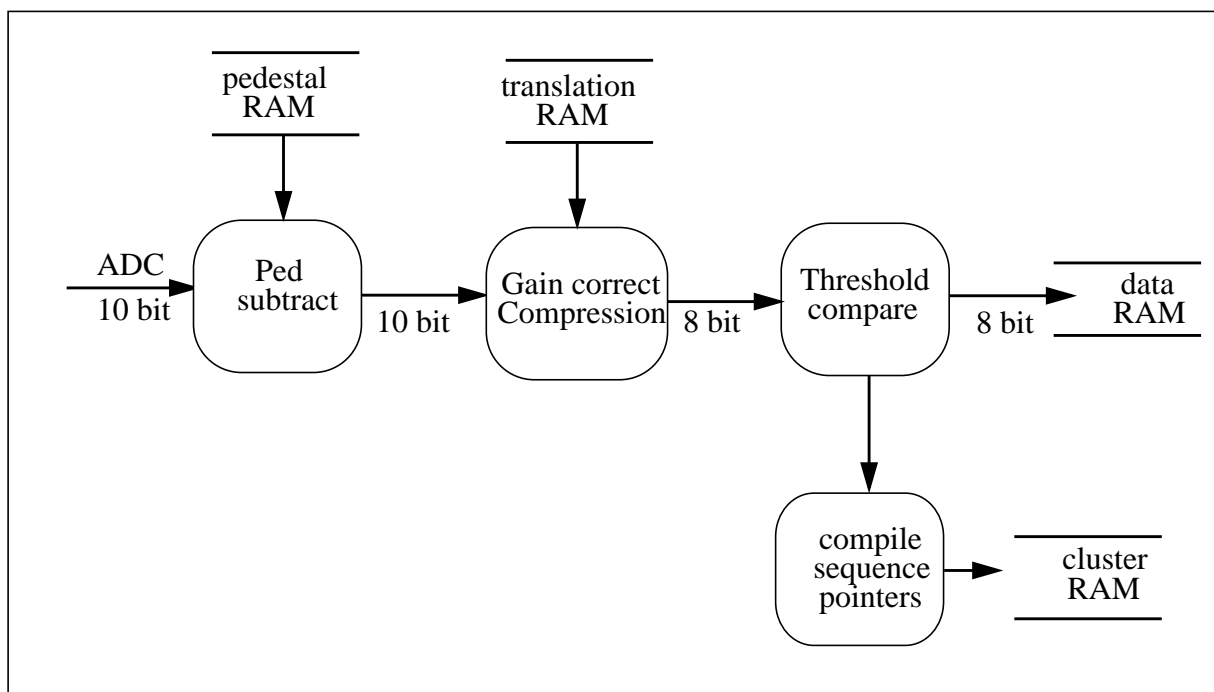 pedestal
RAM
translation
RAM
ADC
10 bit
Ped
subtract
10 bit
Gain correct
Compression
8 bit
Threshold
compare
8 bit
data
RAM
compile
sequence
pointers
cluster
RAM